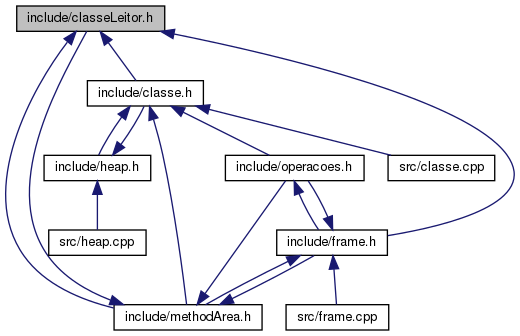 include/classeLeitor.h
include/classe.h
include/heap.h
include/operacoes.h
src/classe.cpp
src/heap.cpp
include/frame.h
include/methodArea.h
src/frame.cpp